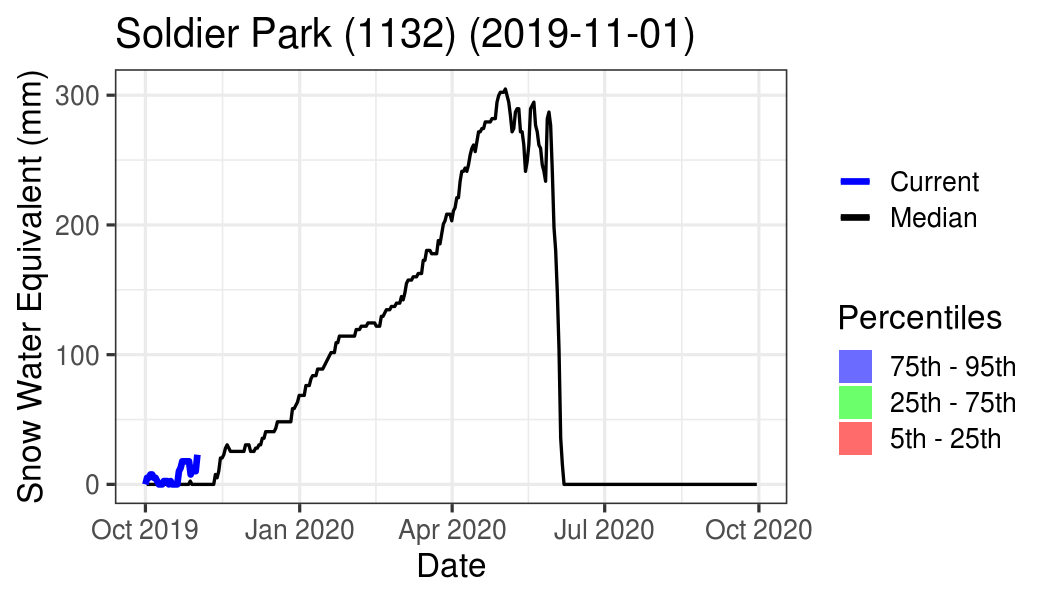 Soldier Park (1132) (2019-11-01)
Snow Water Equivalent (mm)
300
200
100
0
Oct 2019 Jan 2020 Apr 2020 Jul 2020 Oct 2020
Date
Current
Median
Percentiles
75th - 95th
25th - 75th
5th - 25th